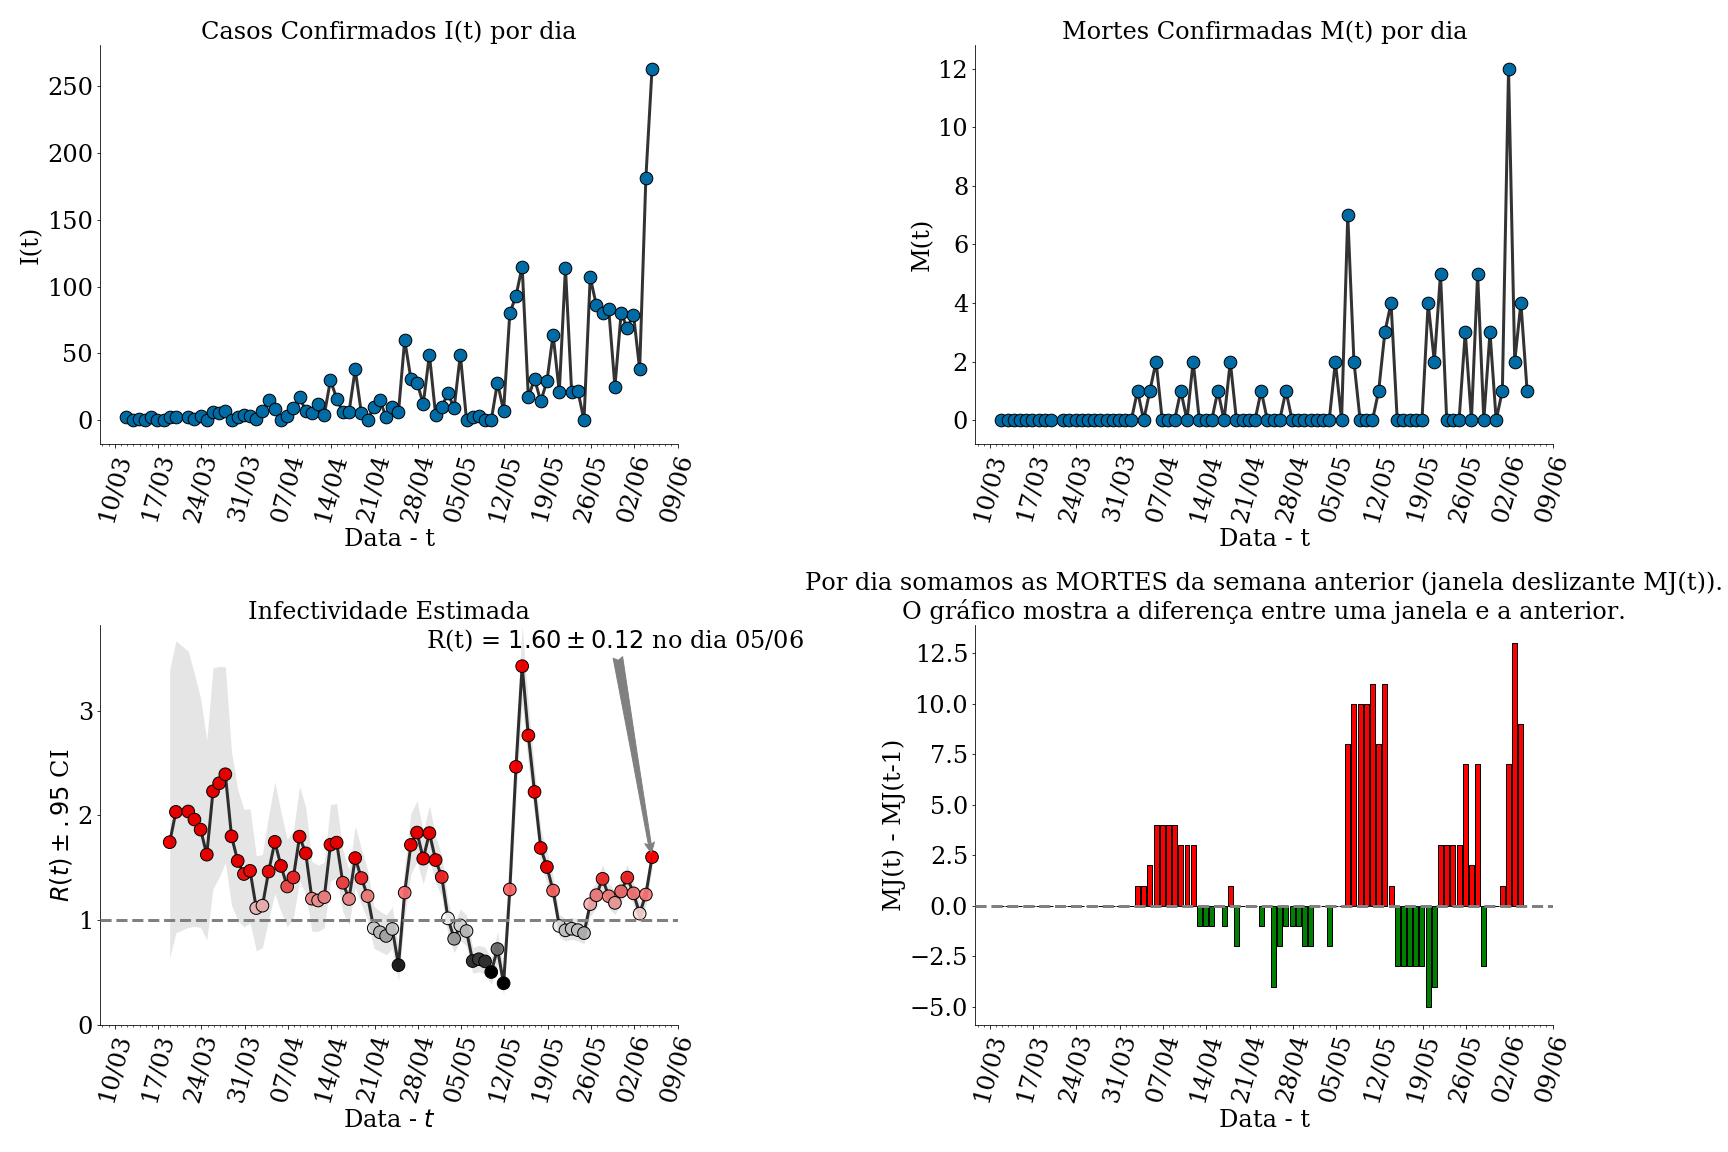 Casos Confirmados I(t) por dia
I(t)
250
200
150
100
50
0
10/03 17/03 24/03 31/03 07/04 14/04 21/04 28/04 05/05 12/05 19/05 26/05 02/06 09/06
Data - t
Mortes Confirmadas M(t) por dia
M(t)
12
10
8
6
4
2
0
10/03 17/03 24/03 31/03 07/04 14/04 21/04 28/04 05/05 12/05 19/05 26/05 02/06 09/06
Data - t
Infectividade Estimada
R(t) = 1.60 ± 0.12 no dia 05/06
R(t) ± .95 CI
3
2
1
0
10/03 17/03 24/03 31/03 07/04 14/04 21/04 28/04 05/05 12/05 19/05 26/05 02/06 09/06
Data - t
Por dia somamos as MORTES da semana anterior (janela deslizante MJ(t)).
O gráfico mostra a diferença entre uma janela e a anterior.
MJ(t) - MJ(t-1)
12.5
10.0
7.5
5.0
2.5
0.0
−2.5
−5.0
10/03 17/03 24/03 31/03 07/04 14/04 21/04 28/04 05/05 12/05 19/05 26/05 02/06 09/06
Data - t